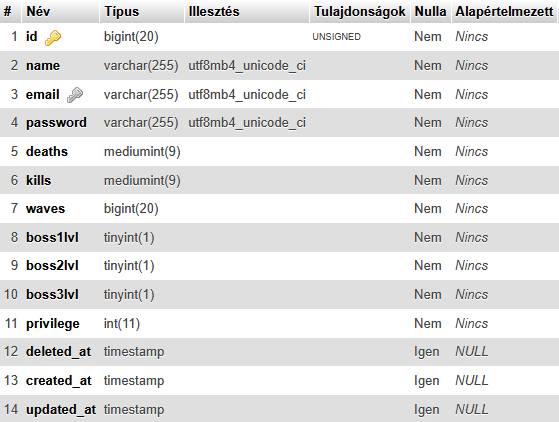 # Név Típus Illesztés Tulajdonságok Nulla Alapértelmezett
1 id bigint(20) UNSIGNED Nem Nincs
2 name varchar(255) utf8mb4_unicode_ci Nem Nincs
3 email varchar(255) utf8mb4_unicode_ci Nem Nincs
4 password varchar(255) utf8mb4_unicode_ci Nem Nincs
5 deaths mediumint(9) Nem Nincs
6 kills mediumint(9) Nem Nincs
7 waves bigint(20) Nem Nincs
8 boss1lvl tinyint(1) Nem Nincs
9 boss2lvl tinyint(1) Nem Nincs
10 boss3lvl tinyint(1) Nem Nincs
11 privilege int(11) Nem Nincs
12 deleted_at timestamp Igen NULL
13 created_at timestamp Igen NULL
14 updated_at timestamp Igen NULL